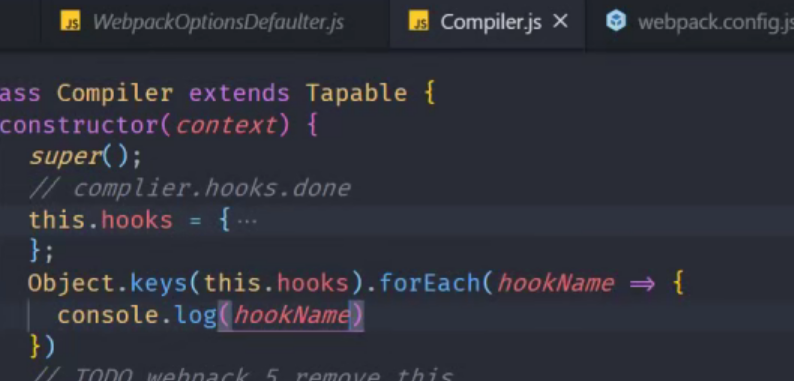 JS WebpackOptionsDefaulter.js JS Compiler.js × webpack.config.js
ass Compiler extends Tapable {
constructor(context) {
super();
// complier.hooks.done
this.hooks = { ...
};
Object.keys(this.hooks).forEach(hookName => {
console.log(hookName)
})
// TODO webpack 5 remove this